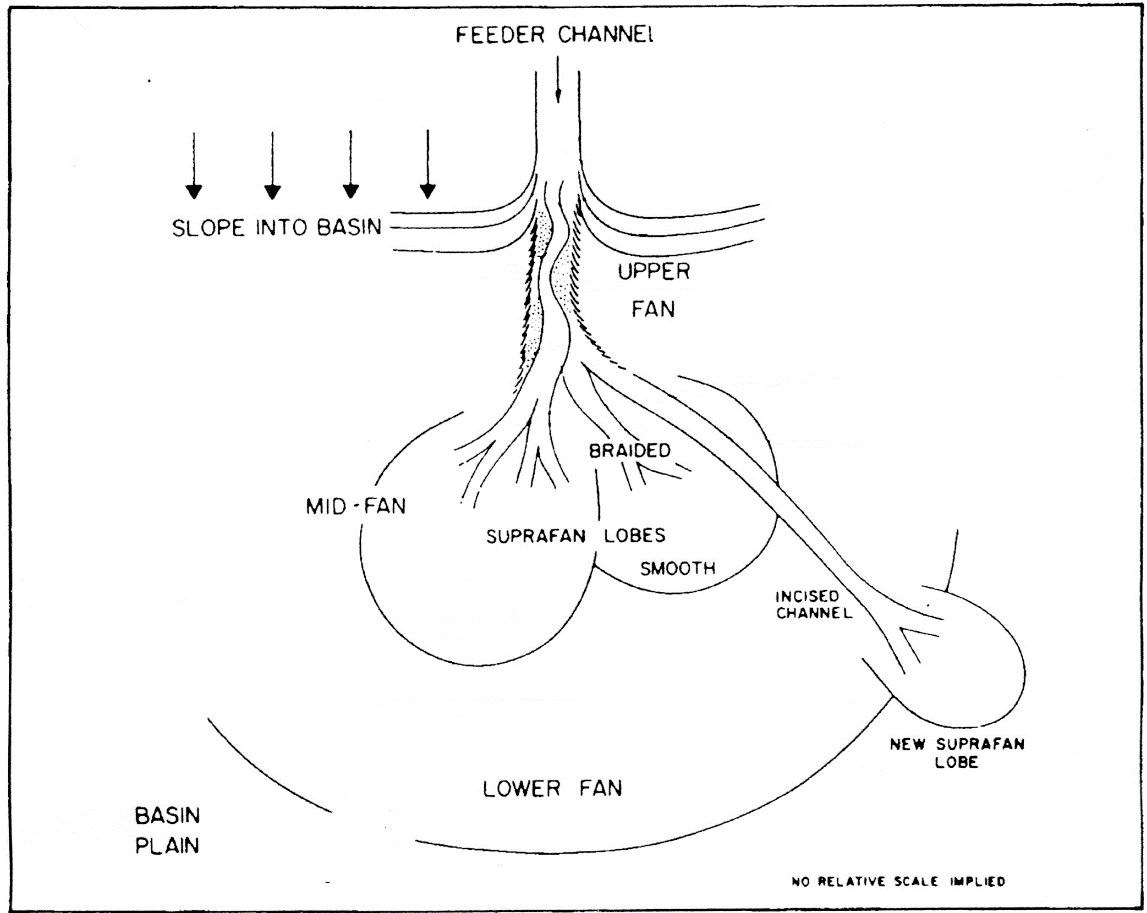 FEEDER CHANNEL
SLOPE INTO BASIN
UPPER
FAN
BRAIDED
MID-FAN
SUPRAFAN LOBES
SMOOTH
INCISED
CHANNEL
NEW SUPRAFAN
LOBE
LOWER FAN
BASIN
PLAIN
NO RELATIVE SCALE IMPLIED